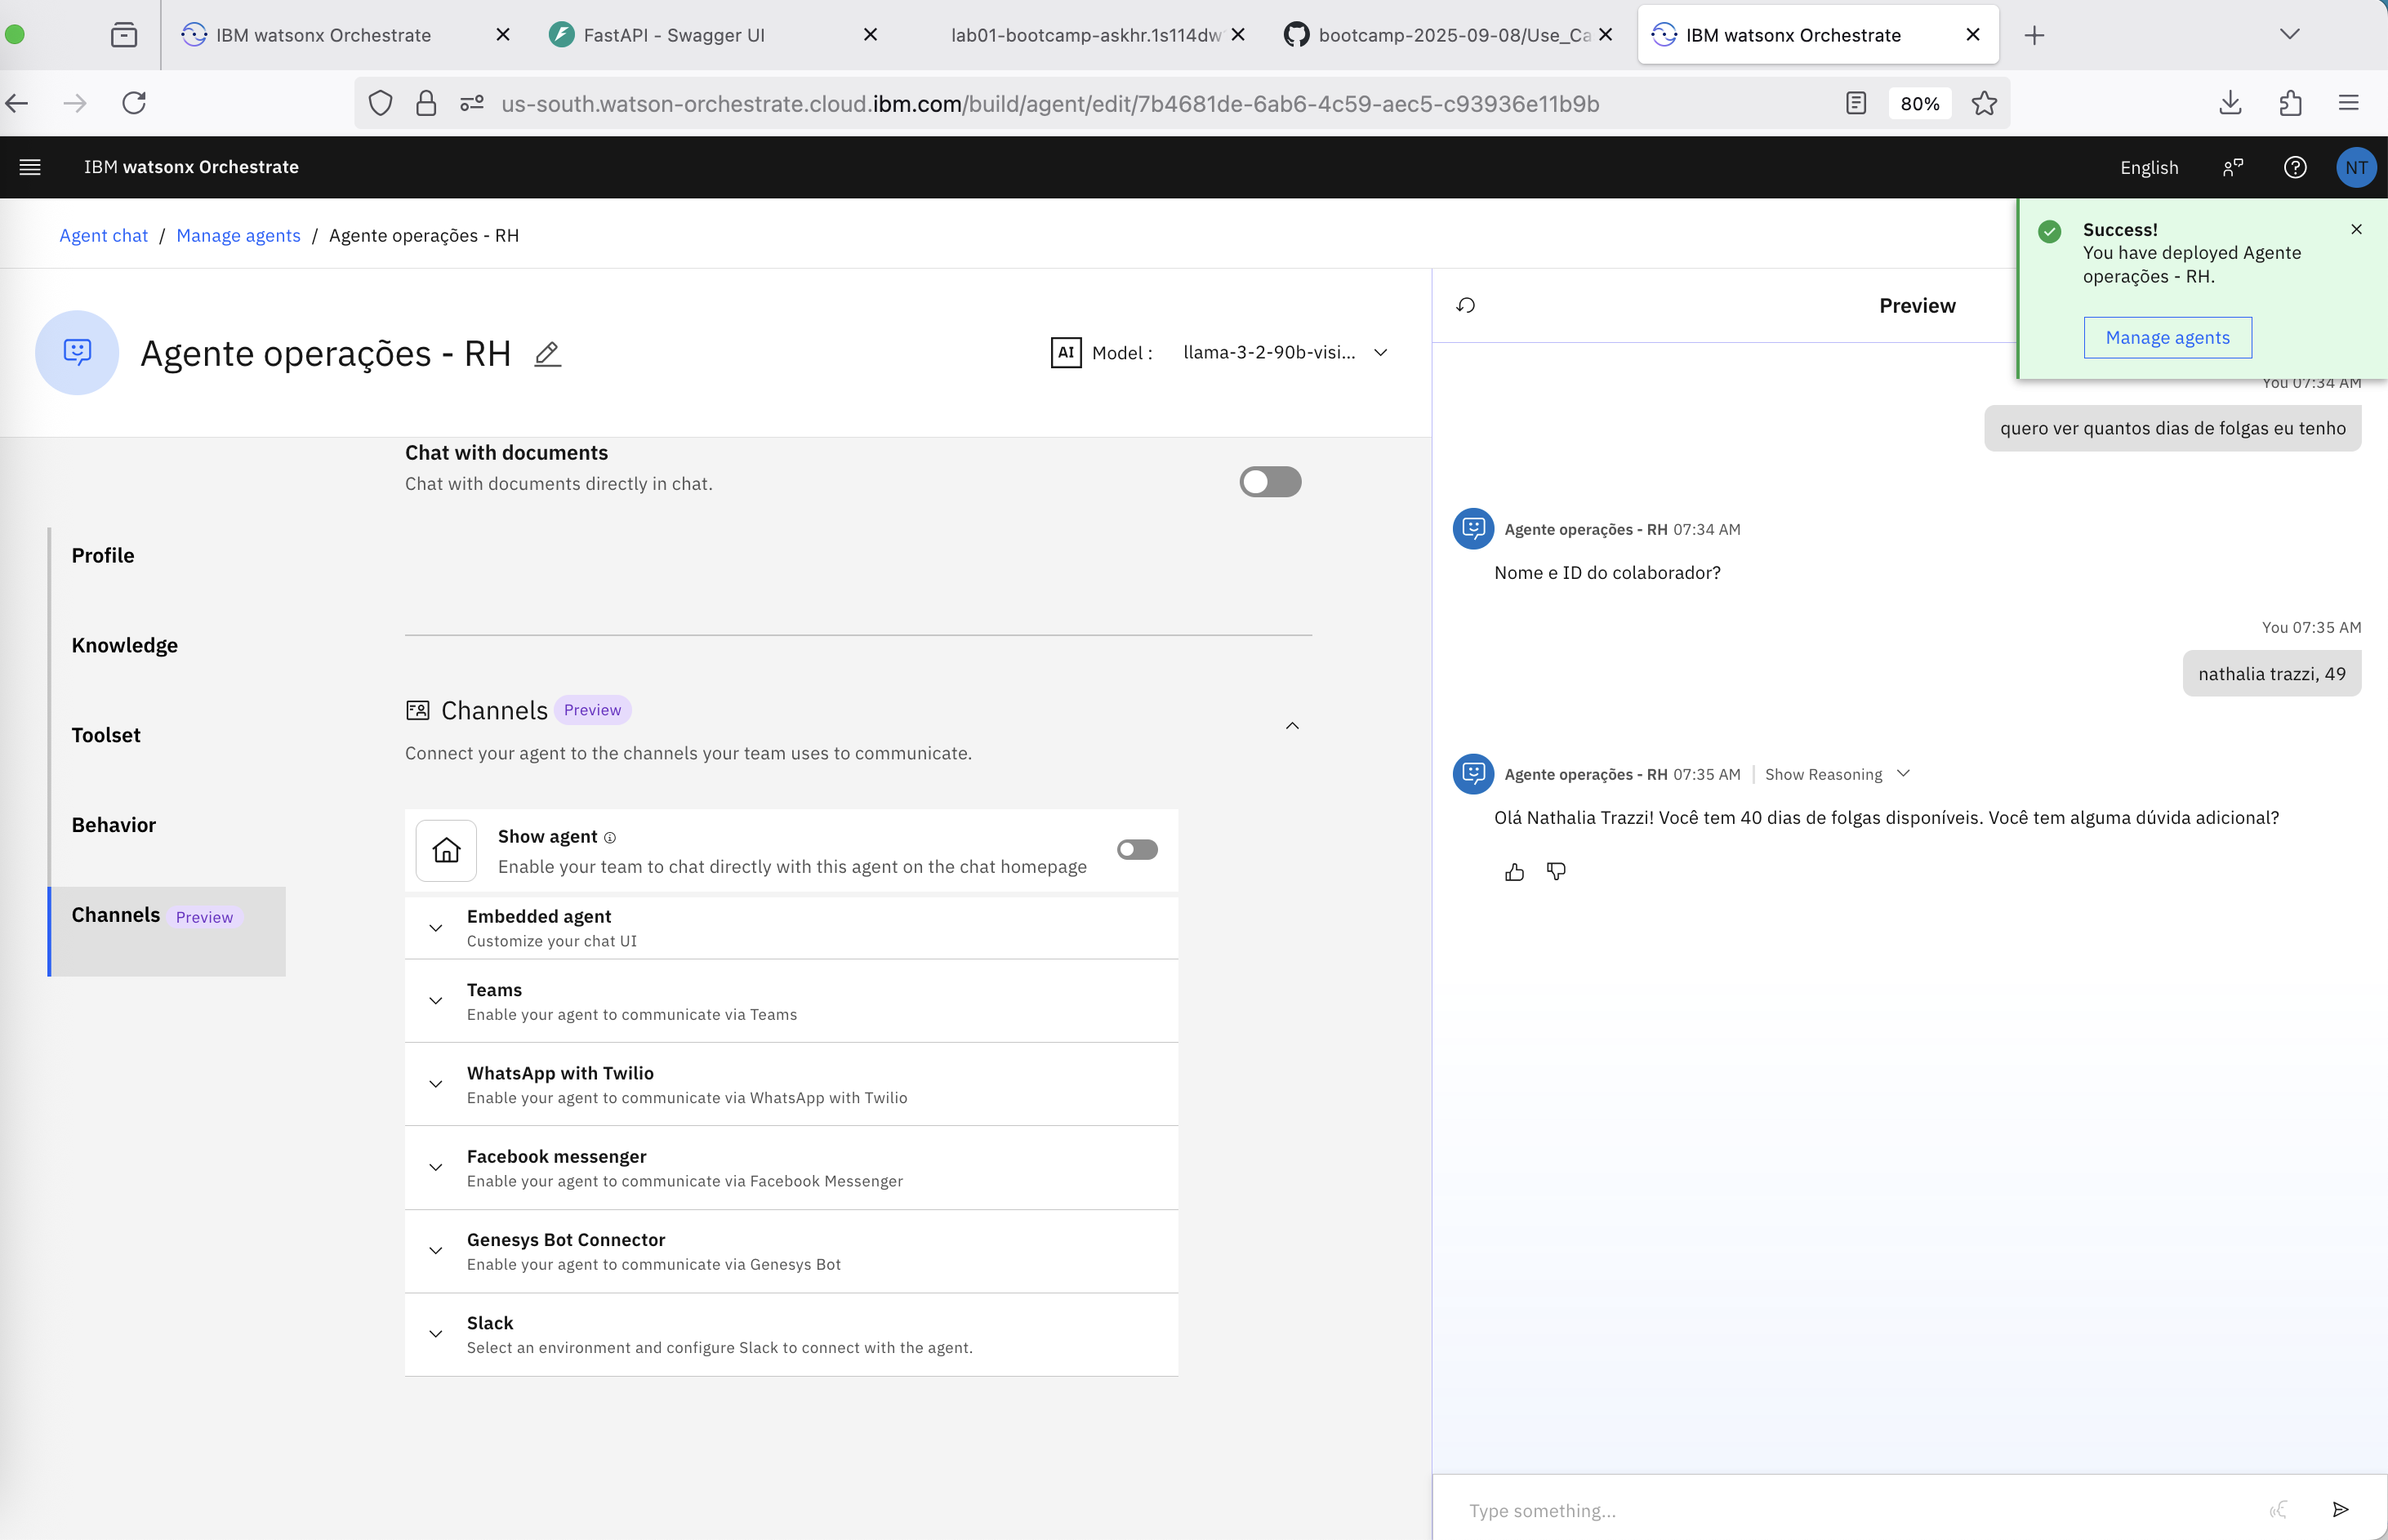 IBM watsonx Orchestrate
FastAPI - Swagger UI
lab01-bootcamp-askhr.1s114dw
bootcamp-2025-09-08/Use_Ca
IBM watsonx Orchestrate
us-south.watson-orchestrate.cloud.ibm.com/build/agent/edit/7b4681de-6ab6-4c59-aec5-c93936e11b9b
80%
IBM watsonx Orchestrate
English
NT
Agent chat / Manage agents / Agente operações - RH
Success!
You have deployed Agente
operações - RH.
Manage agents
Agente operações - RH
AI Model :
llama-3-2-90b-visi...
Chat with documents
Chat with documents directly in chat.
Profile
Knowledge
Toolset
Behavior
Channels Preview
Channels Preview
Connect your agent to the channels your team uses to communicate.
Show agent
Enable your team to chat directly with this agent on the chat homepage
Embedded agent
Customize your chat UI
Teams
Enable your agent to communicate via Teams
WhatsApp with Twilio
Enable your agent to communicate via WhatsApp with Twilio
Facebook messenger
Enable your agent to communicate via Facebook Messenger
Genesys Bot Connector
Enable your agent to communicate via Genesys Bot
Slack
Select an environment and configure Slack to connect with the agent.
Preview
You 07:34 AM
quero ver quantos dias de folgas eu tenho
Agente operações - RH 07:34 AM
Nome e ID do colaborador?
You 07:35 AM
nathalia trazzi, 49
Agente operações - RH 07:35 AM | Show Reasoning
Olá Nathalia Trazzi! Você tem 40 dias de folgas disponíveis. Você tem alguma dúvida adicional?
Type something...